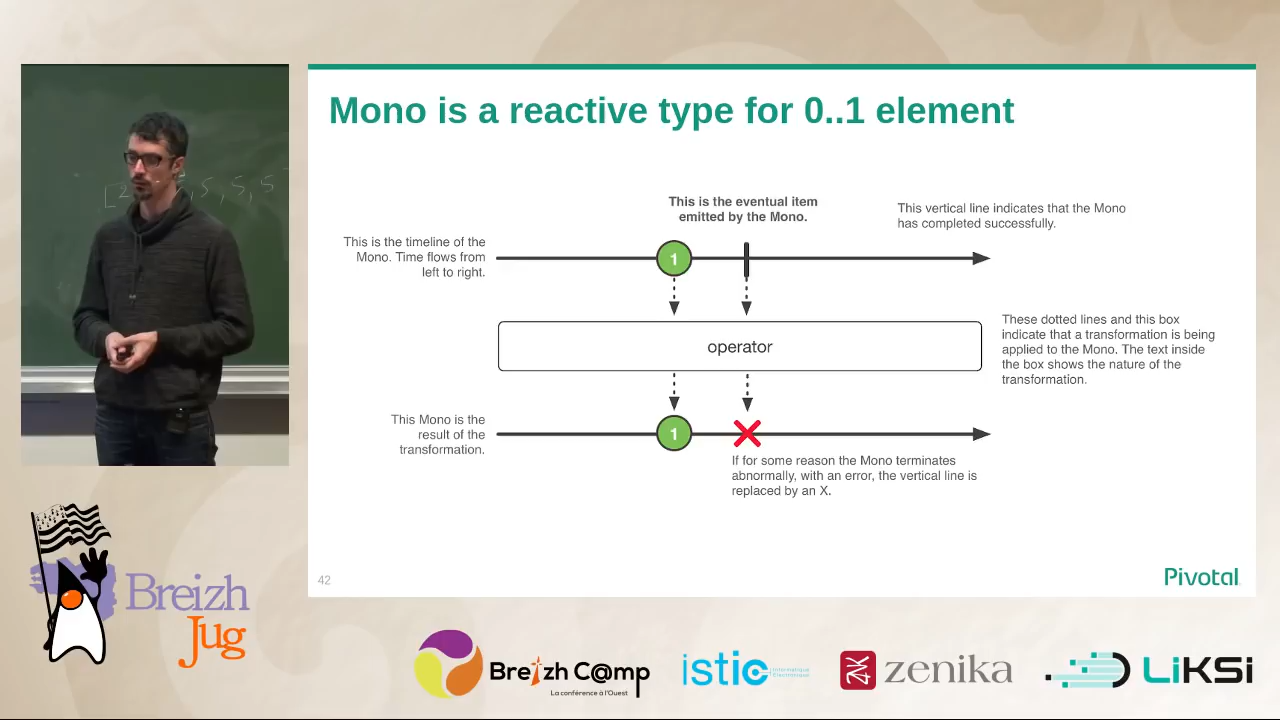 Mono is a reactive type for 0..1 element
This is the eventual item
emitted by the Mono.
This vertical line indicates that the Mono
has completed successfully.
This is the timeline of the
Mono. Time flows from
left to right.
1
These dotted lines and this box
indicate that a transformation is being
applied to the Mono. The text inside
the box shows the nature of the
transformation.
operator
This Mono is the
result of the
transformation.
1
If for some reason the Mono terminates
abnormally, with an error, the vertical line is
replaced by an X.
42
Pivotal
Breizh
Jug
Breizh C@mp
La conférence à l'Ouest
istic
Informatique
Électronique
zenika
LiKSi